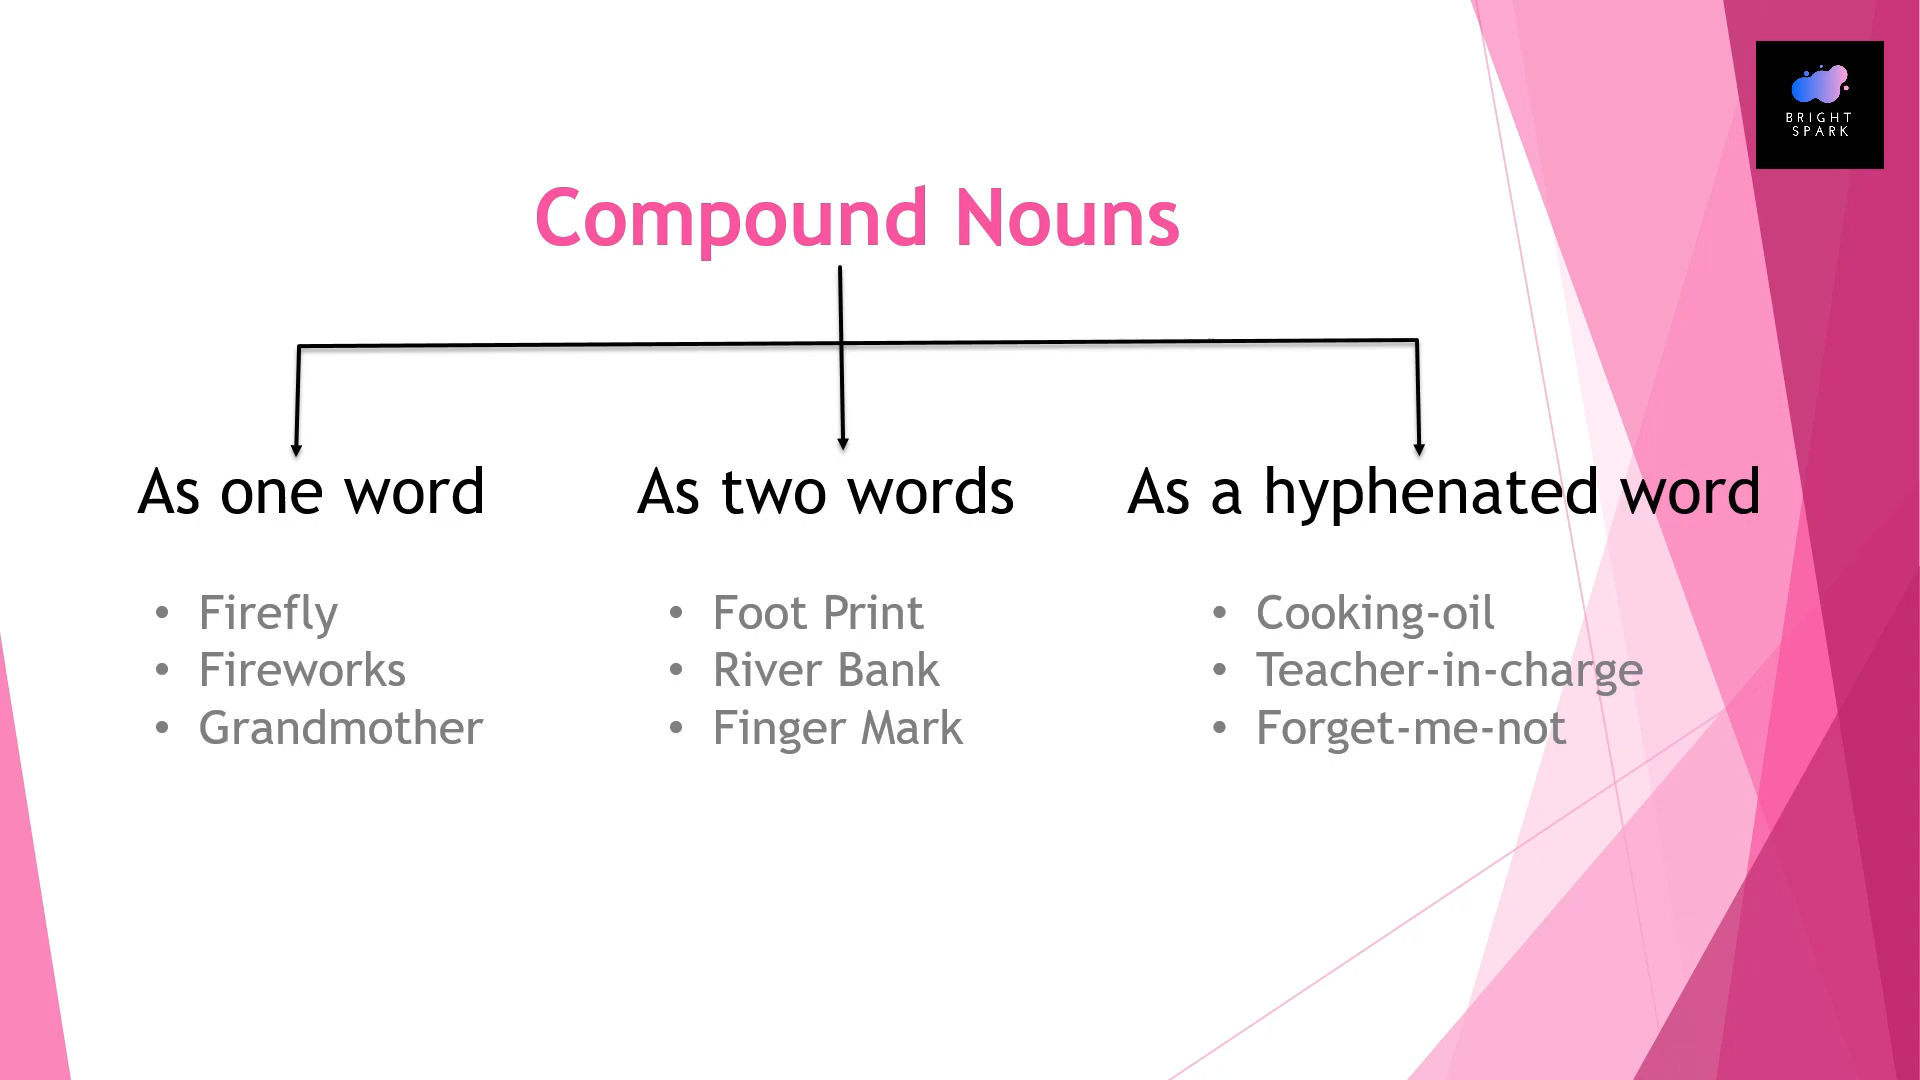 BRIGHT
SPARK
Compound Nouns
As one word
• Firefly
• Fireworks
• Grandmother
As two words
• Foot Print
• River Bank
• Finger Mark
As a hyphenated word
• Cooking-oil
• Teacher-in-charge
• Forget-me-not